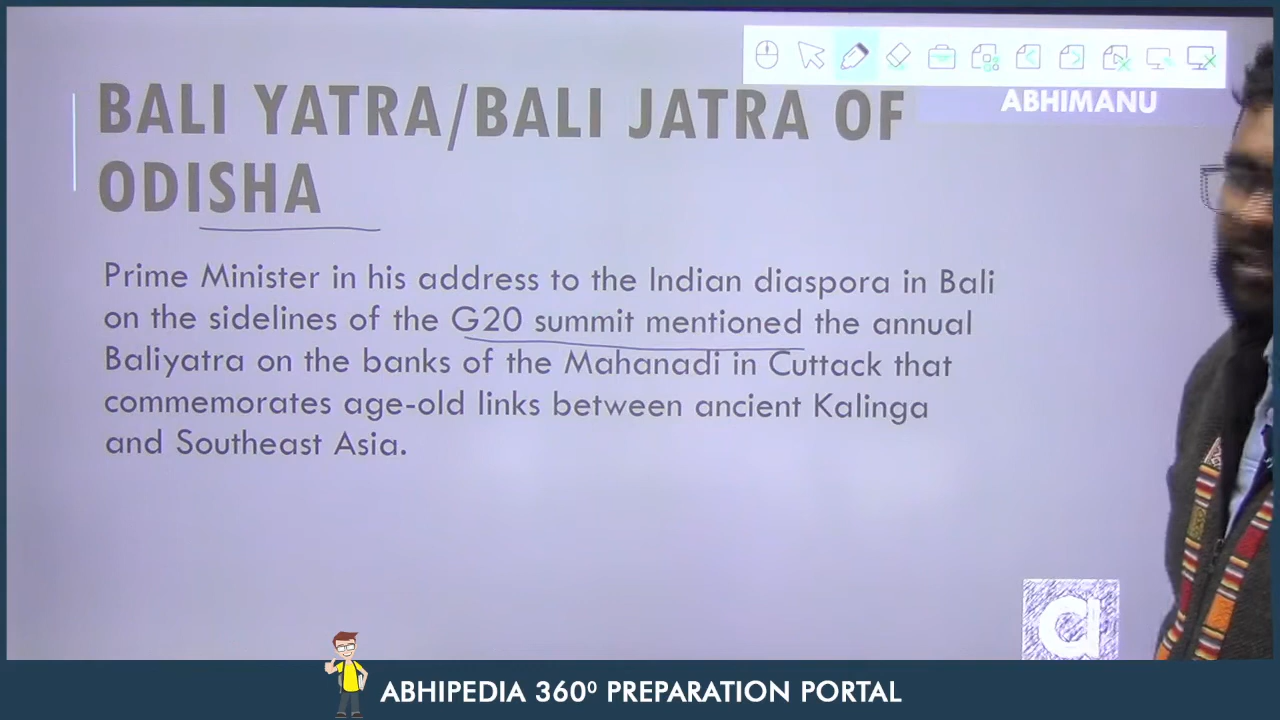 ABHIMANU
BALI YATRA/BALI JATRA OF
ODISHA
Prime Minister in his address to the Indian diaspora in Bali
on the sidelines of the G20 summit mentioned the annual
Baliyatra on the banks of the Mahanadi in Cuttack that
commemorates age-old links between ancient Kalinga
and Southeast Asia.
a
ABHIPEDIA 360⁰ PREPARATION PORTAL